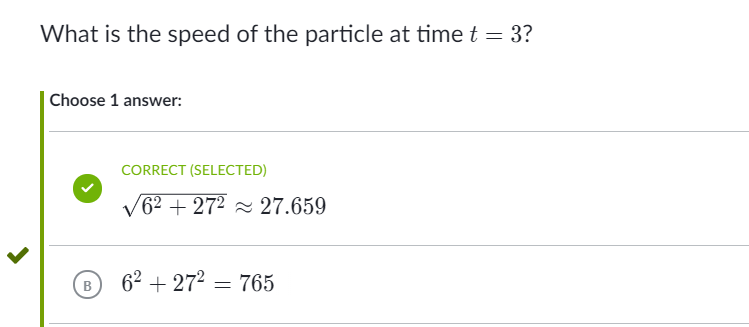 What is the speed of the particle at time t = 3?
Choose 1 answer:
CORRECT (SELECTED)
√(6² + 27²) ≈ 27.659
B 6² + 27² = 765